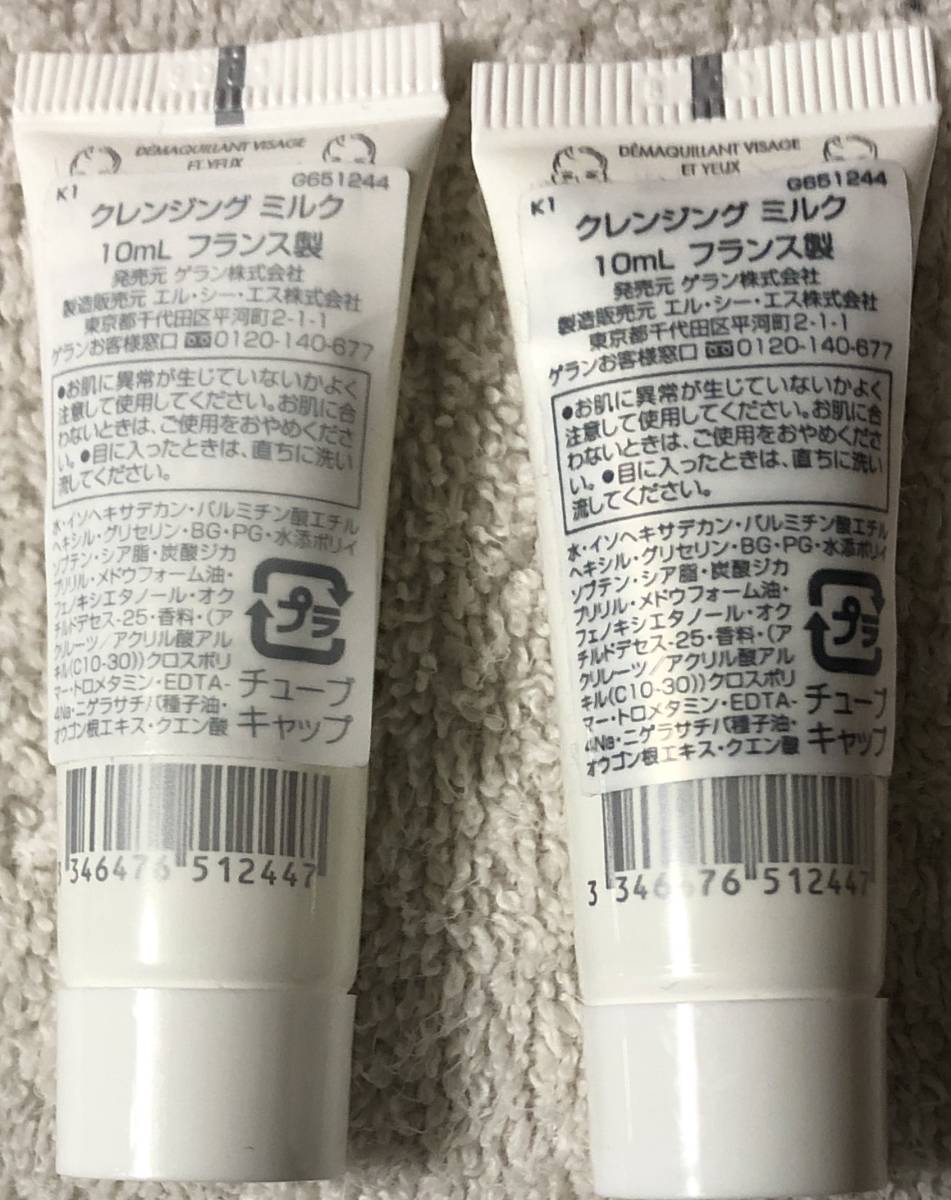 DÉMAQUILLANT VISAGE
ET YEUX
K1 G651244
クレンジング ミルク
10mL フランス製
発売元 ゲラン株式会社
製造販売元 エル・シー・エス株式会社
東京都千代田区平河町2-1-1
ゲランお客様窓口 0120-140-677
●お肌に異常が生じていないかよく
注意して使用してください。お肌に合
わないときは、ご使用をおやめくださ
い。●目に入ったときは、直ちに洗い
流してください。
水・イソヘキサデカン・パルミチン酸エチル
ヘキシル・グリセリン・BG・PG・水添ポリイ
ソブテン・シア脂・炭酸ジカ
プリリル・メドウフォーム油・
フェノキシエタノール・オク
チルドデセス-25・香料・(ア
クリレーツ/アクリル酸アル
キル(C10-30))クロスポリ
マー・トロメタミン・EDTA-
4Na・ニゲラサチバ種子油・
オウゴン根エキス・クエン酸
プラ
チューブ
キャップ
3 346476 512447
DÉMAQUILLANT VISAGE
ET YEUX
K1 G651244
クレンジング ミルク
10mL フランス製
発売元 ゲラン株式会社
製造販売元 エル・シー・エス株式会社
東京都千代田区平河町2-1-1
ゲランお客様窓口 0120-140-677
●お肌に異常が生じていないかよく
注意して使用してください。お肌に合
わないときは、ご使用をおやめくださ
い。●目に入ったときは、直ちに洗い
流してください。
水・イソヘキサデカン・パルミチン酸エチル
ヘキシル・グリセリン・BG・PG・水添ポリイ
ソブテン・シア脂・炭酸ジカ
プリリル・メドウフォーム油・
フェノキシエタノール・オク
チルドデセス-25・香料・(ア
クリレーツ/アクリル酸アル
キル(C10-30))クロスポリ
マー・トロメタミン・EDTA-
4Na・ニゲラサチバ種子油・
オウゴン根エキス・クエン酸
プラ
チューブ
キャップ
3 346476 512447